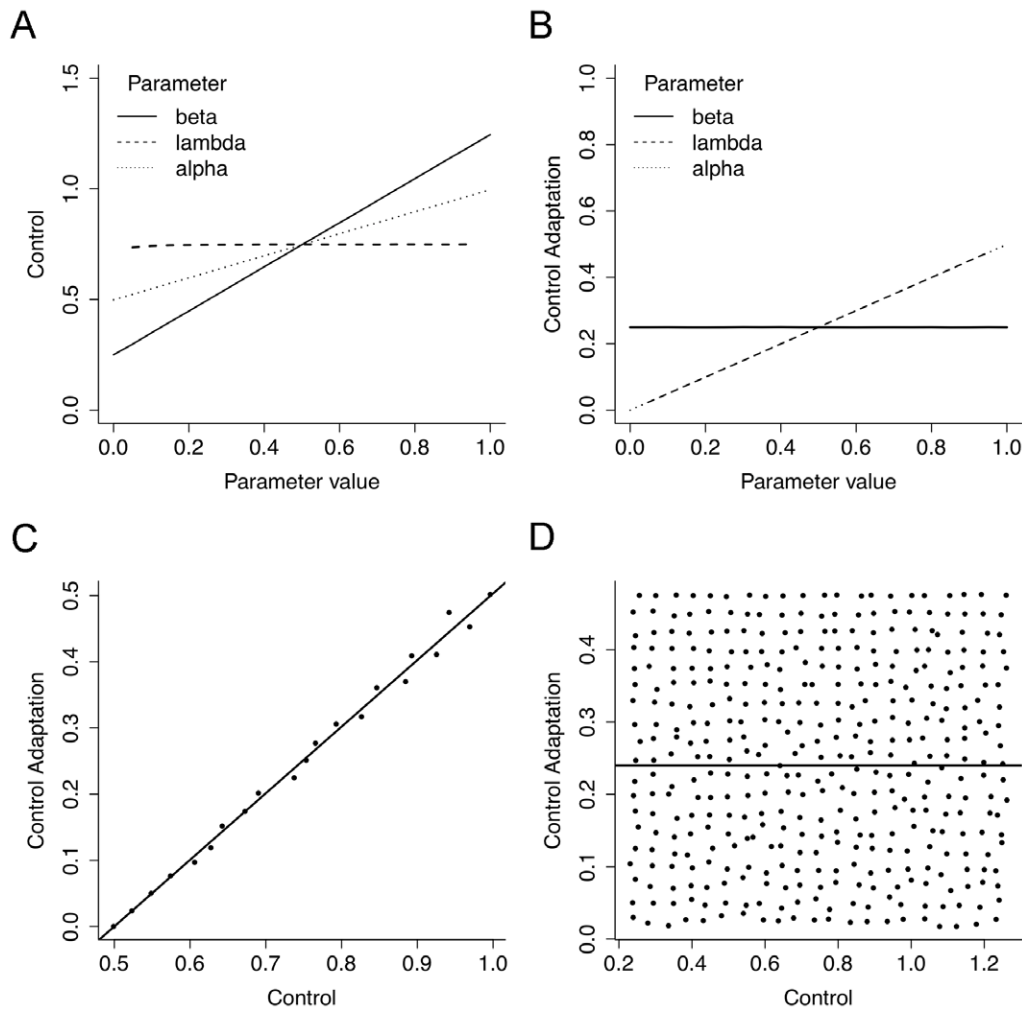 A
Parameter
beta
lambda
alpha
Control
0.0 0.5 1.0 1.5
0.0 0.2 0.4 0.6 0.8 1.0
Parameter value
B
Parameter
beta
lambda
alpha
Control Adaptation
0.0 0.2 0.4 0.6 0.8 1.0
0.0 0.2 0.4 0.6 0.8 1.0
Parameter value
C
Control Adaptation
0.0 0.1 0.2 0.3 0.4 0.5
0.5 0.6 0.7 0.8 0.9 1.0
Control
D
Control Adaptation
0.0 0.1 0.2 0.3 0.4
0.2 0.4 0.6 0.8 1.0 1.2
Control